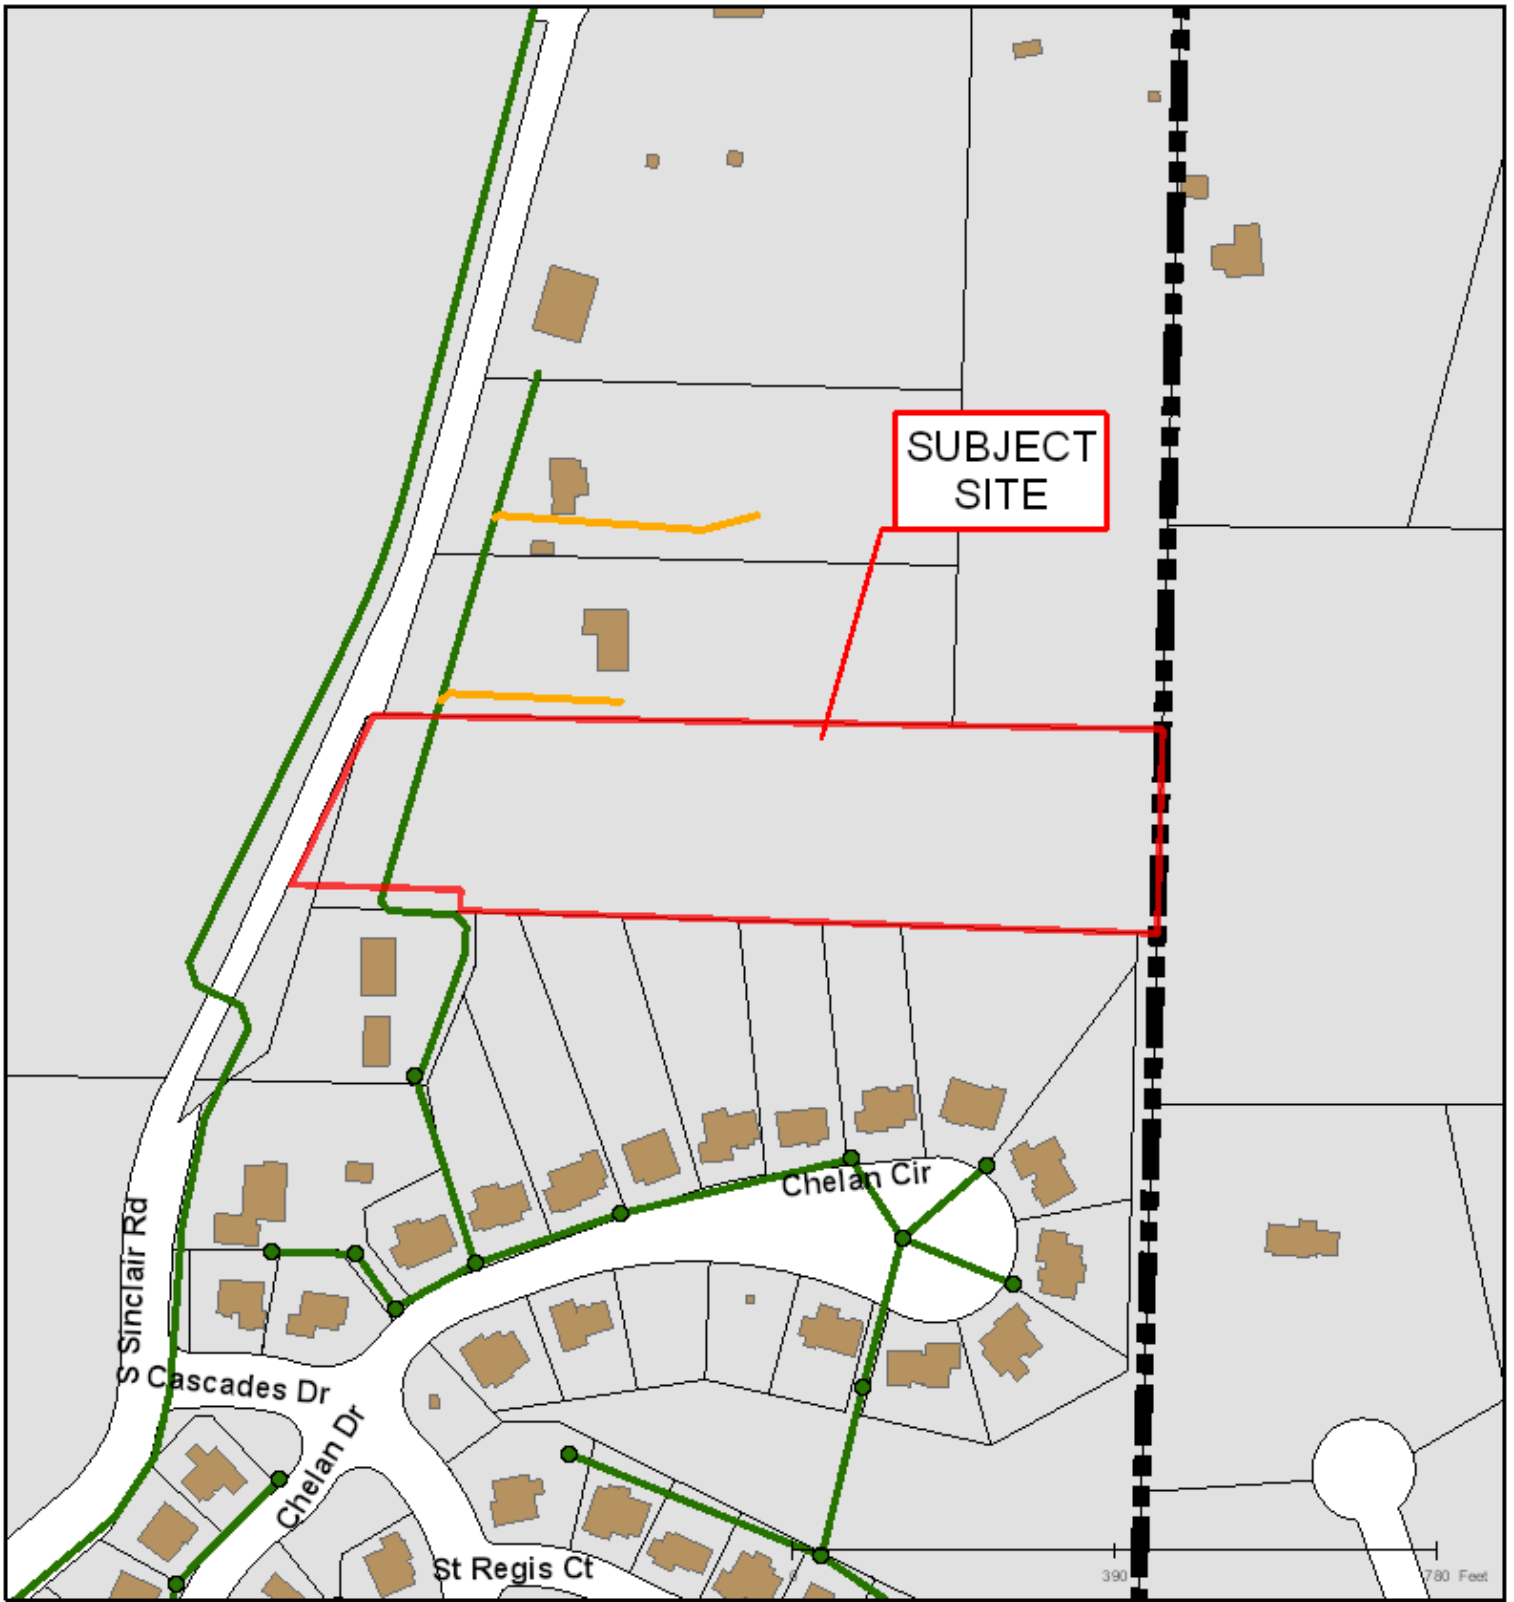 SUBJECT
SITE
Chelan Cir
S Sinclair Rd
S Cascades Dr
Chelan Dr
St Regis Ct
0 390 780 Feet